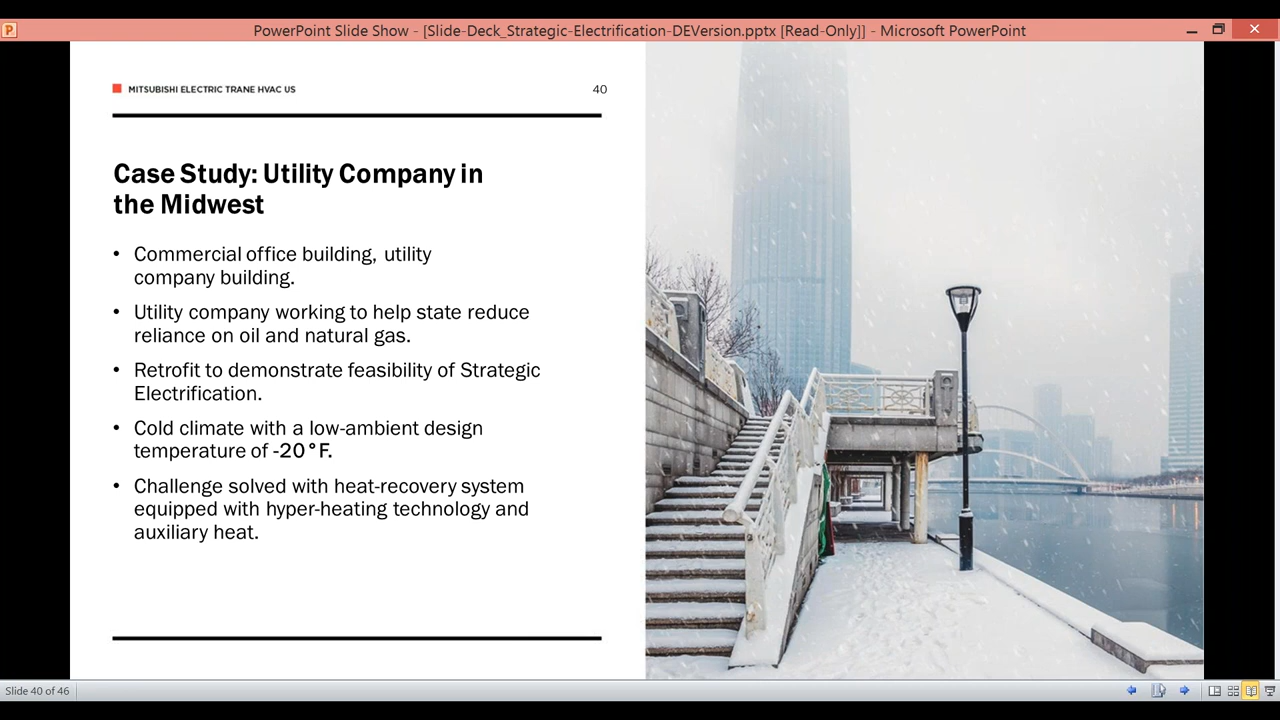 PowerPoint Slide Show - [Slide-Deck_Strategic-Electrification-DEVersion.pptx [Read-Only]] - Microsoft PowerPoint
MITSUBISHI ELECTRIC TRANE HVAC US
40
Case Study: Utility Company in
the Midwest
• Commercial office building, utility
company building.
• Utility company working to help state reduce
reliance on oil and natural gas.
• Retrofit to demonstrate feasibility of Strategic
Electrification.
• Cold climate with a low-ambient design
temperature of -20°F.
• Challenge solved with heat-recovery system
equipped with hyper-heating technology and
auxiliary heat.
Slide 40 of 46